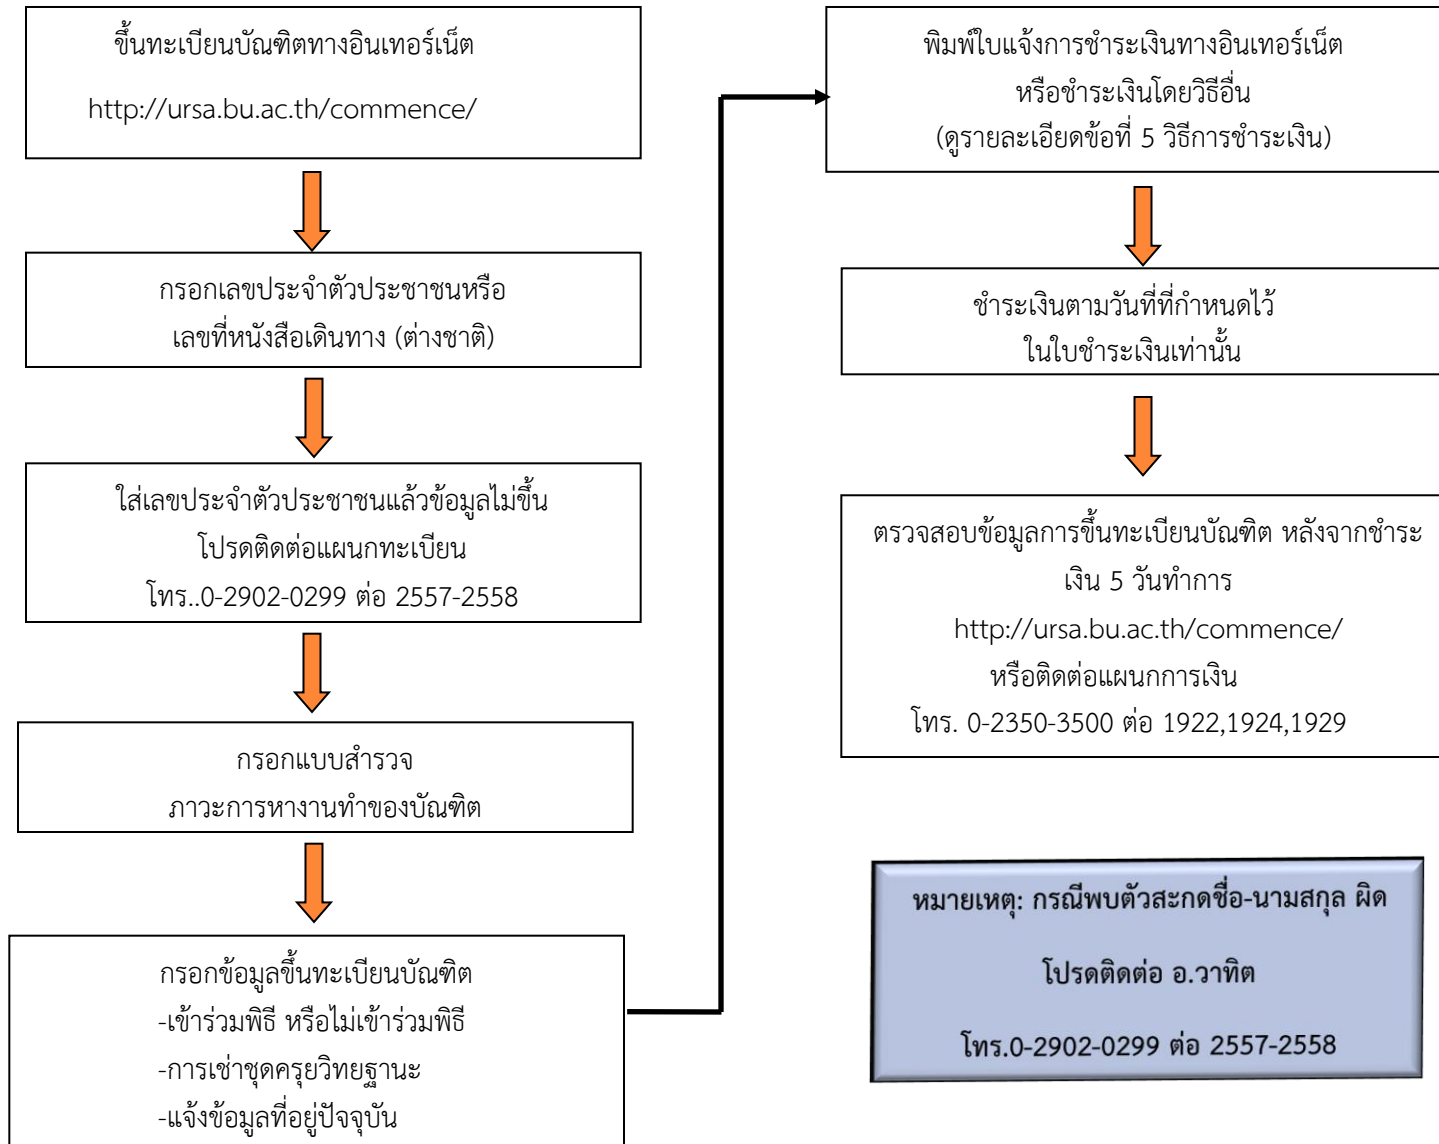 ขึ้นทะเบียนบัณฑิตทางอินเทอร์เน็ต
http://ursa.bu.ac.th/commence/
กรอกเลขประจำตัวประชาชนหรือ
เลขที่หนังสือเดินทาง (ต่างชาติ)
ใส่เลขประจำตัวประชาชนแล้วข้อมูลไม่ขึ้น
โปรดติดต่อแผนกทะเบียน
โทร..0-2902-0299 ต่อ 2557-2558
กรอกแบบสำรวจ
ภาวะการหางานทำของบัณฑิต
กรอกข้อมูลขึ้นทะเบียนบัณฑิต
-เข้าร่วมพิธี หรือไม่เข้าร่วมพิธี
-การเช่าชุดครุยวิทยฐานะ
-แจ้งข้อมูลที่อยู่ปัจจุบัน
พิมพ์ใบแจ้งการชำระเงินทางอินเทอร์เน็ต
หรือชำระเงินโดยวิธีอื่น
(ดูรายละเอียดข้อที่ 5 วิธีการชำระเงิน)
ชำระเงินตามวันที่ที่กำหนดไว้
ในใบชำระเงินเท่านั้น
ตรวจสอบข้อมูลการขึ้นทะเบียนบัณฑิต หลังจากชำระ
เงิน 5 วันทำการ
http://ursa.bu.ac.th/commence/
หรือติดต่อแผนกการเงิน
โทร. 0-2350-3500 ต่อ 1922,1924,1929
หมายเหตุ: กรณีพบตัวสะกดชื่อ-นามสกุล ผิด
โปรดติดต่อ อ.วาทิต
โทร.0-2902-0299 ต่อ 2557-2558